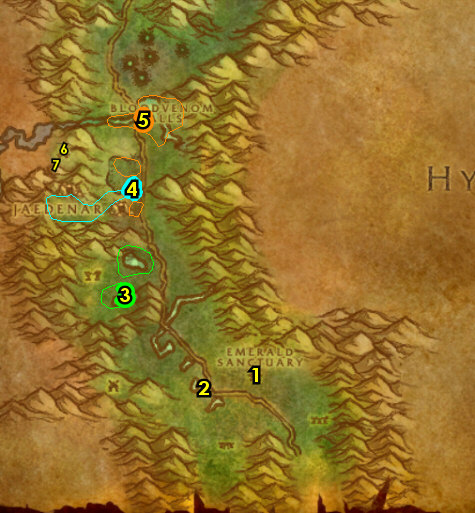 BLOODVENOM
FALLS
5
6
7
4
JAEDENAR
HY
3
EMERALD
SANCTUARY
1
2